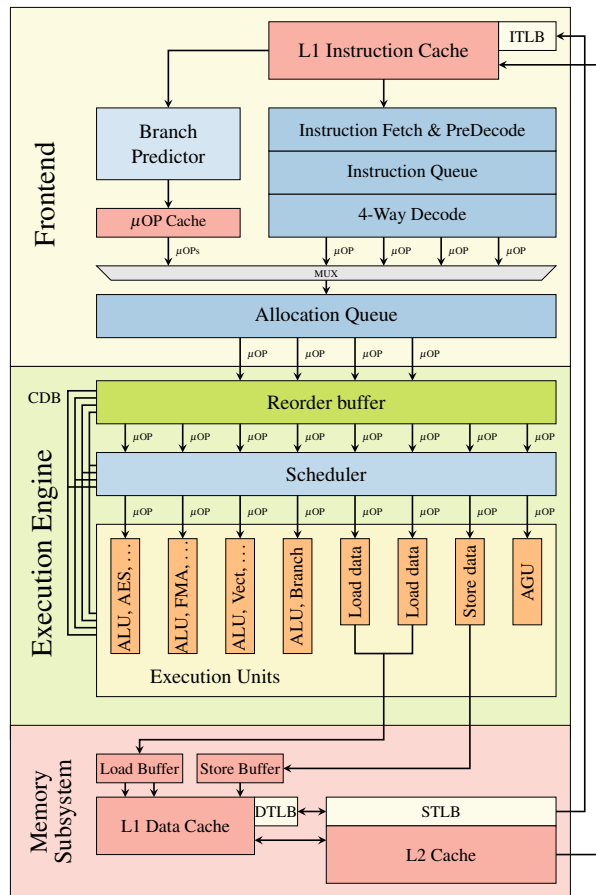 L1 Instruction Cache
ITLB
Frontend
Branch
Predictor
Instruction Fetch & PreDecode
Instruction Queue
4-Way Decode
µOP Cache
µOPs
µOP
µOP
µOP
µOP
MUX
Allocation Queue
µOP
µOP
µOP
µOP
Execution Engine
CDB
Reorder buffer
µOP
µOP
µOP
µOP
µOP
µOP
µOP
µOP
Scheduler
µOP
µOP
µOP
µOP
µOP
µOP
µOP
µOP
ALU, AES, …
ALU, FMA, …
ALU, Vect, …
ALU, Branch
Load data
Load data
Store data
AGU
Execution Units
Memory
Subsystem
Load Buffer
Store Buffer
L1 Data Cache
DTLB
STLB
L2 Cache